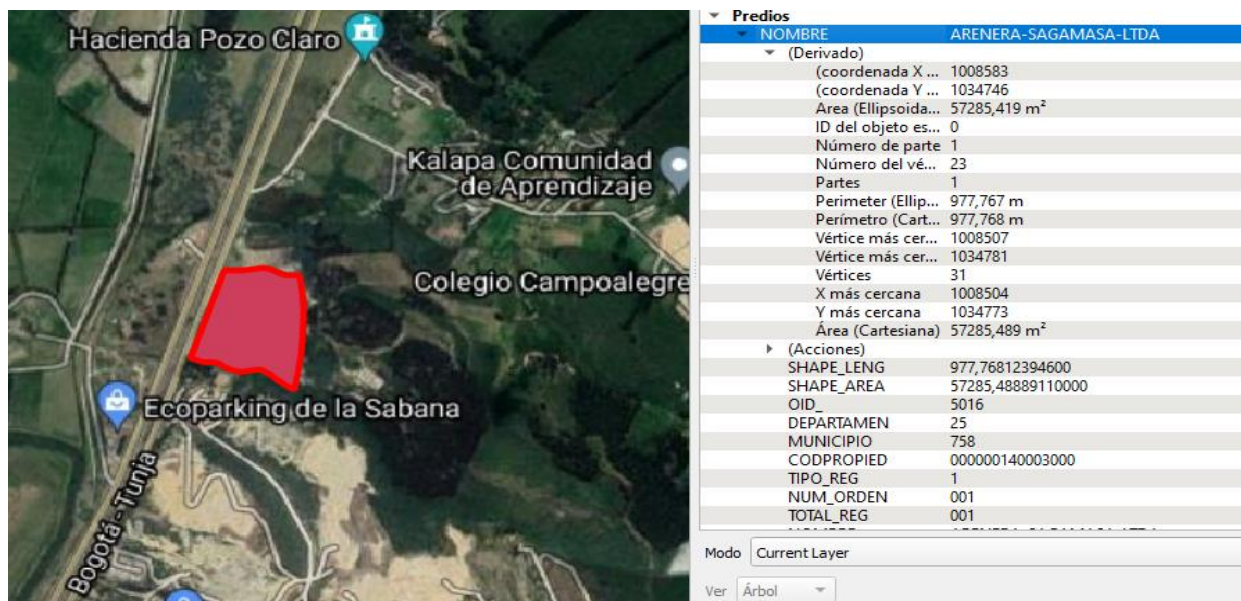 Hacienda Pozo Claro
Kalapa Comunidad
de Aprendizaje
Colegio Campoalegre
Ecoparking de la Sabana
Bogotá - Tunja
Predios
NOMBRE ARENERA-SAGAMASA-LTDA
(Derivado)
(coordenada X ... 1008583
(coordenada Y ... 1034746
Area (Ellipsoida... 57285,419 m²
ID del objeto es... 0
Número de parte 1
Número del vé... 23
Partes 1
Perimeter (Ellip... 977,767 m
Perímetro (Cart... 977,768 m
Vértice más cer... 1008507
Vértice más cer... 1034781
Vértices 31
X más cercana 1008504
Y más cercana 1034773
Área (Cartesiana) 57285,489 m²
(Acciones)
SHAPE_LENG 977,76812394600
SHAPE_AREA 57285,48889110000
OID_ 5016
DEPARTAMEN 25
MUNICIPIO 758
CODPROPIED 000000140003000
TIPO_REG 1
NUM_ORDEN 001
TOTAL_REG 001
Modo Current Layer
Ver Árbol